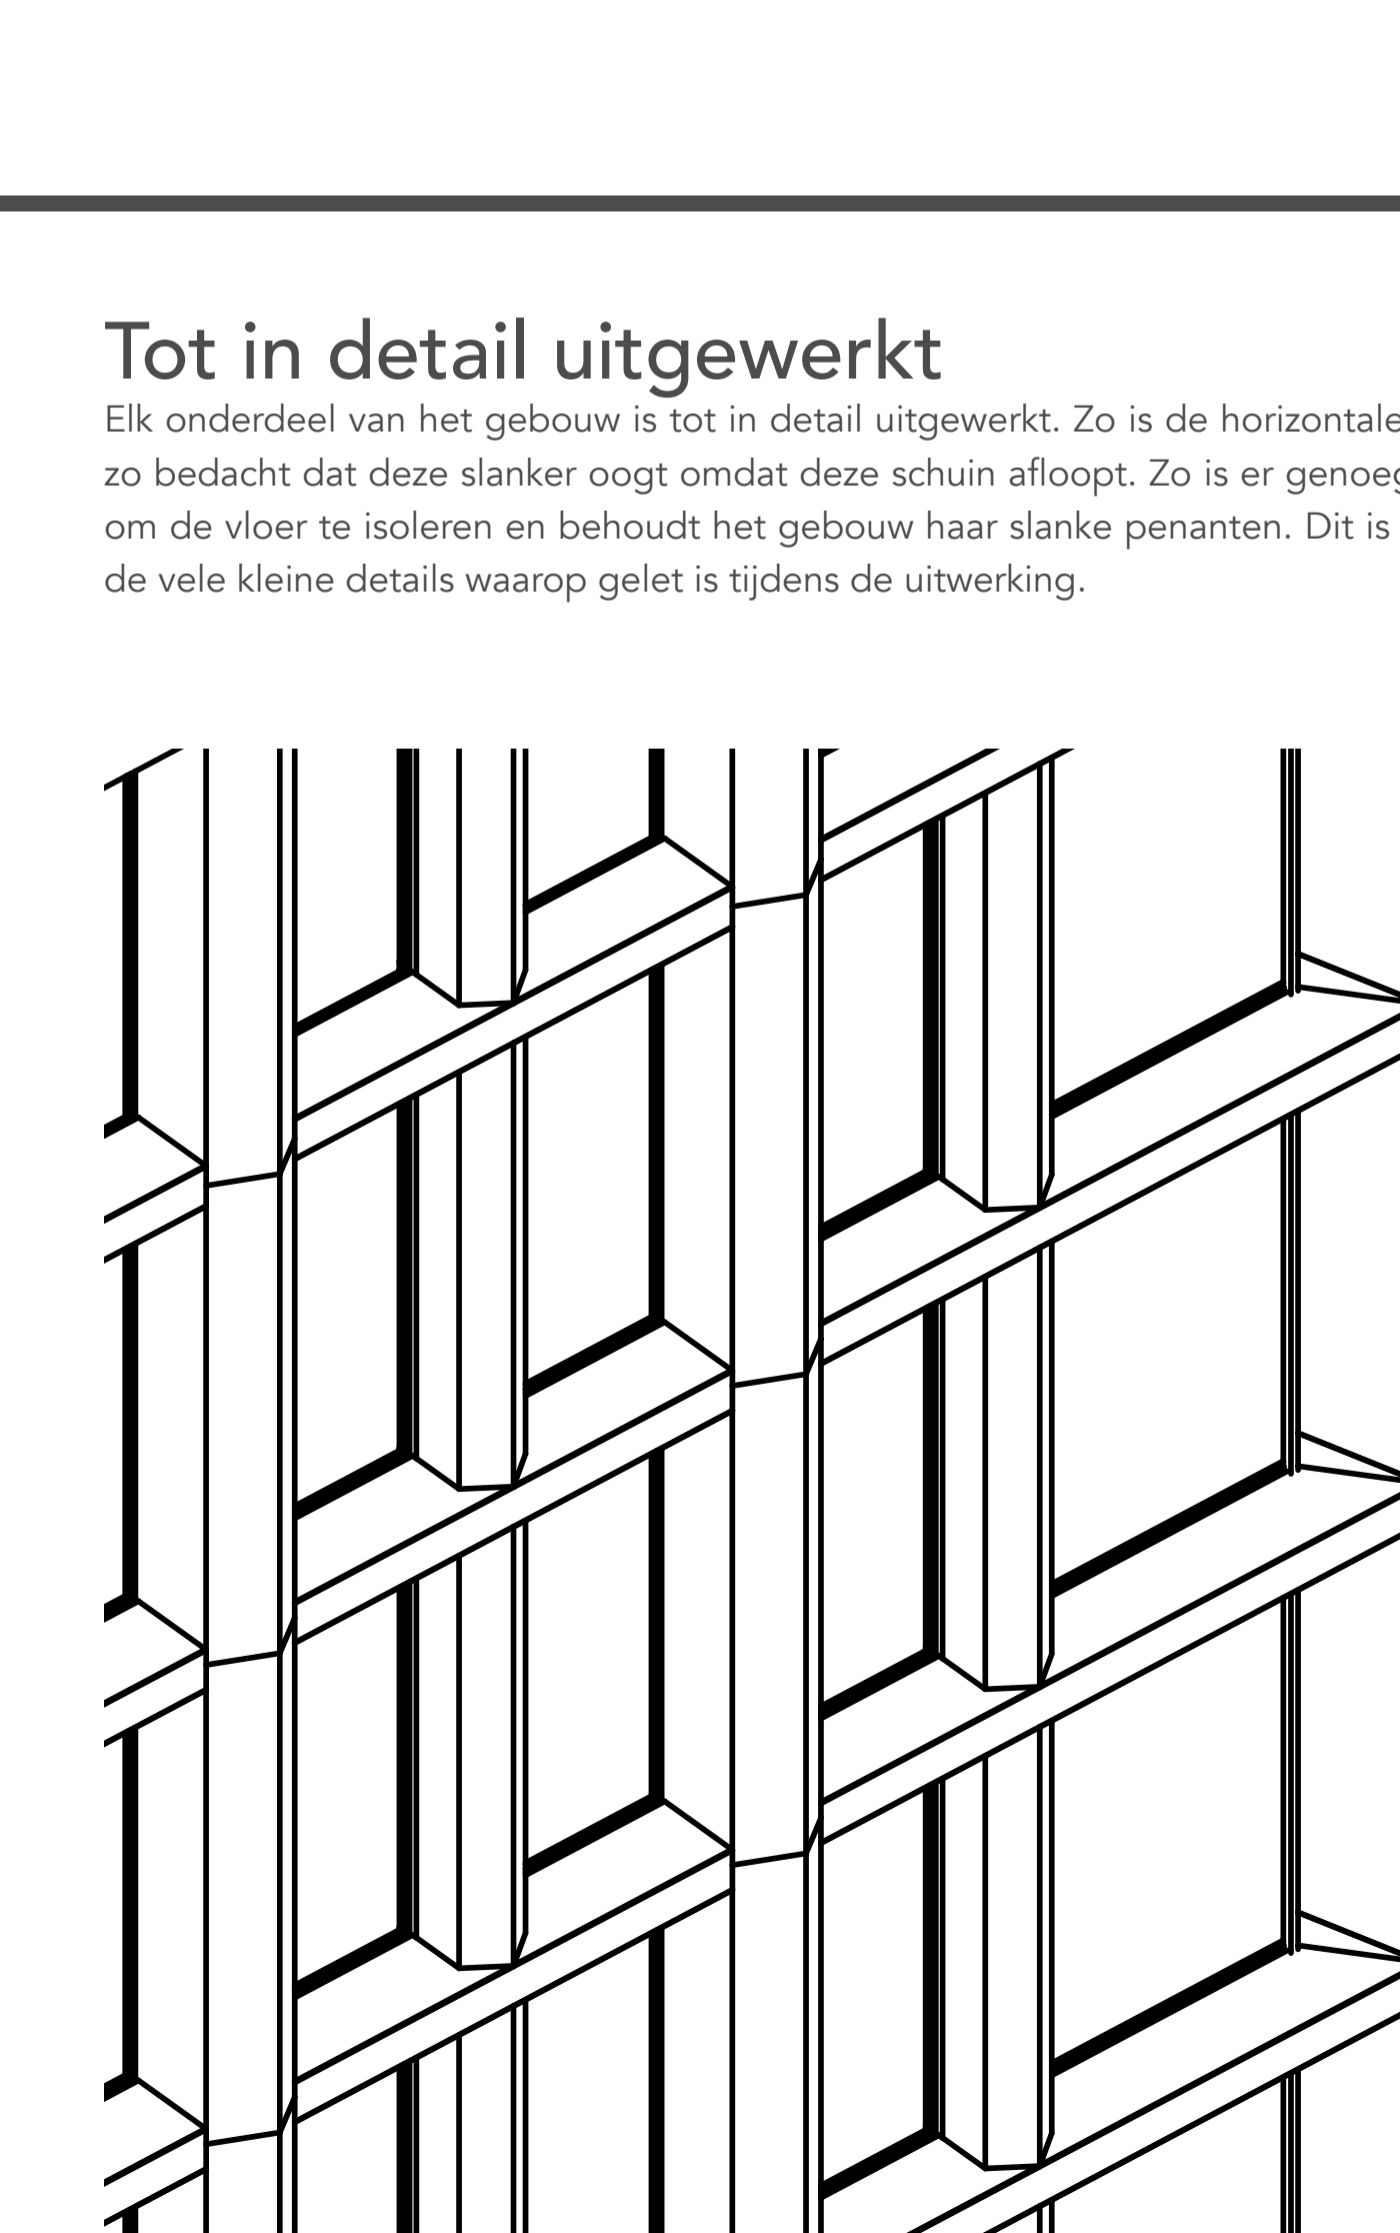 Tot in detail uitgewerkt
Elk onderdeel van het gebouw is tot in detail uitgewerkt. Zo is de horizontale
zo bedacht dat deze slanker oogt omdat deze schuin afloopt. Zo is er genoeg
om de vloer te isoleren en behoudt het gebouw haar slanke penanten. Dit is
de vele kleine details waarop gelet is tijdens de uitwerking.